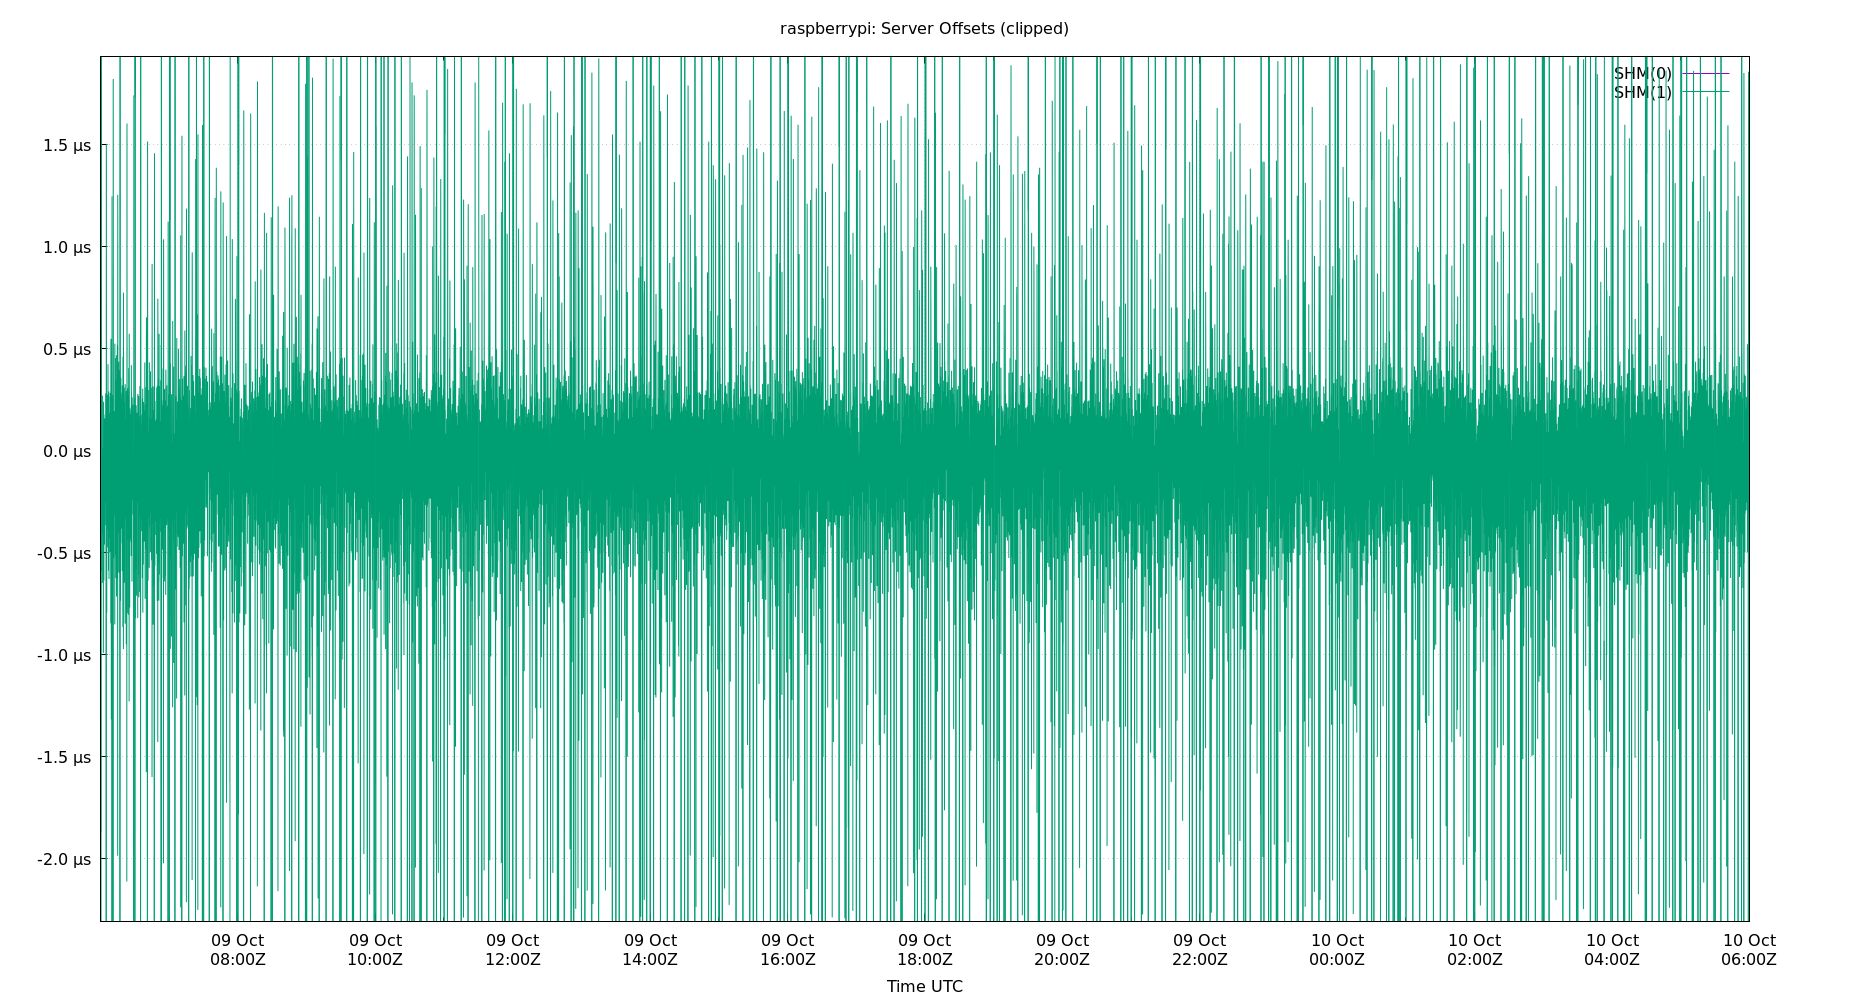 raspberrypi: Server Offsets (clipped)
SHM(0)
SHM(1)
1.5 µs
1.0 µs
0.5 µs
0.0 µs
-0.5 µs
-1.0 µs
-1.5 µs
-2.0 µs
09 Oct 09 Oct 09 Oct 09 Oct 09 Oct 09 Oct 09 Oct 09 Oct 10 Oct 10 Oct 10 Oct 10 Oct
08:00Z 10:00Z 12:00Z 14:00Z 16:00Z 18:00Z 20:00Z 22:00Z 00:00Z 02:00Z 04:00Z 06:00Z
Time UTC